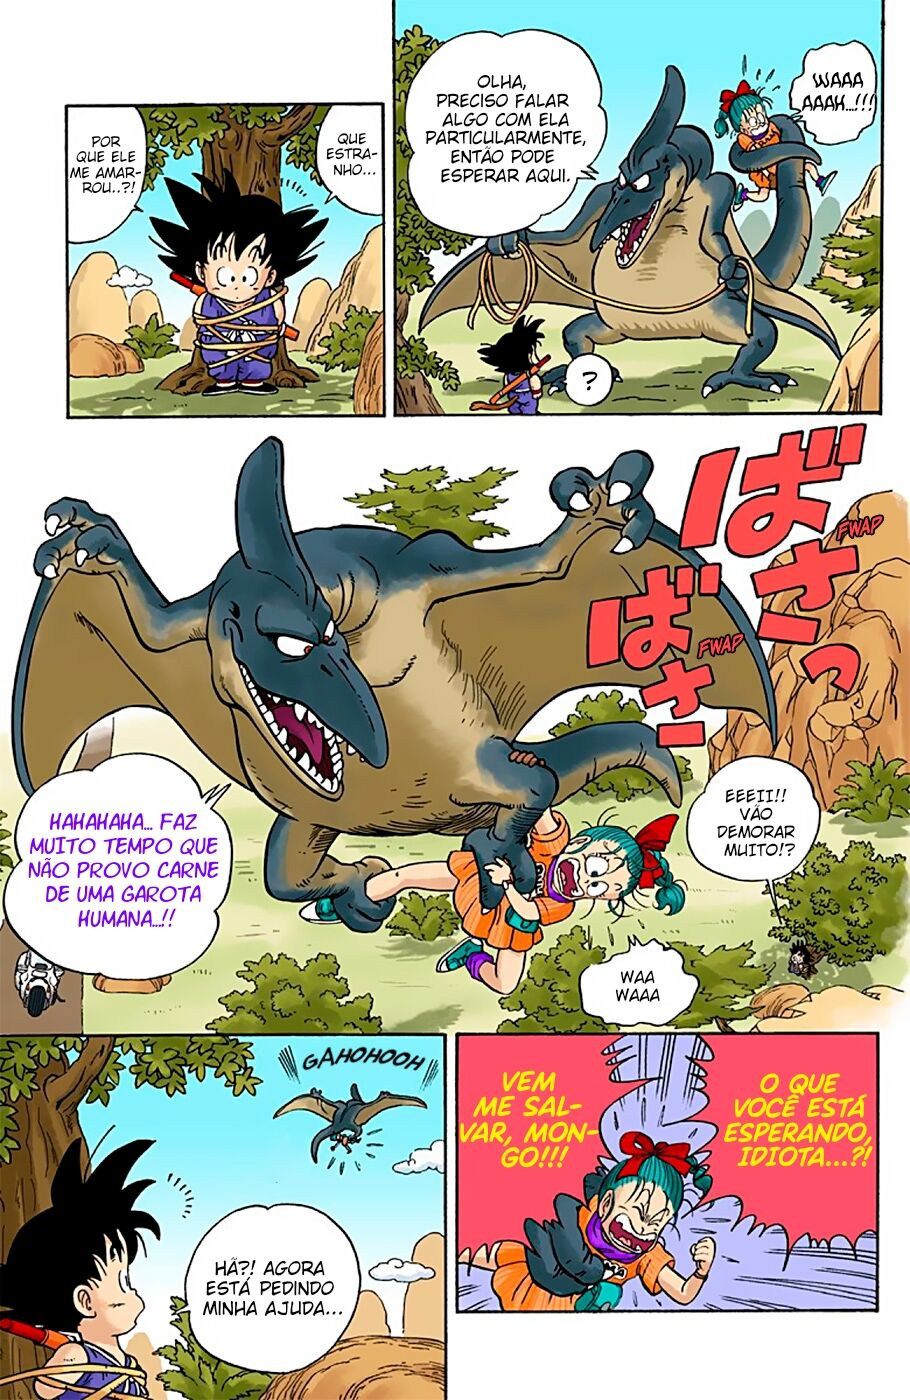 WAAA
AAAH...!!!
OLHA,
PRECISO FALAR
ALGO COM ELA
PARTICULARMENTE,
ENTÃO PODE
ESPERAR AQUI.
?
QUE
ESTRA-
NHO...
POR
QUE ELE
ME AMAR-
ROU..?!
ばさっ
FWAP
ばさ
FWAP
EEEII!!
VÃO
DEMORAR
MUITO!?
WAA
WAAA
HAHAHAHA... FAZ
MUITO TEMPO QUE
NÃO PROVO CARNE
DE UMA GAROTA
HUMANA...!!
O QUE
VOCÊ ESTÁ
ESPERANDO,
IDIOTA...?!
VEM
ME SAL-
VAR, MON-
GO!!!
GAHOHOOH
HÃ?! AGORA
ESTÁ PEDINDO
MINHA AJUDA...